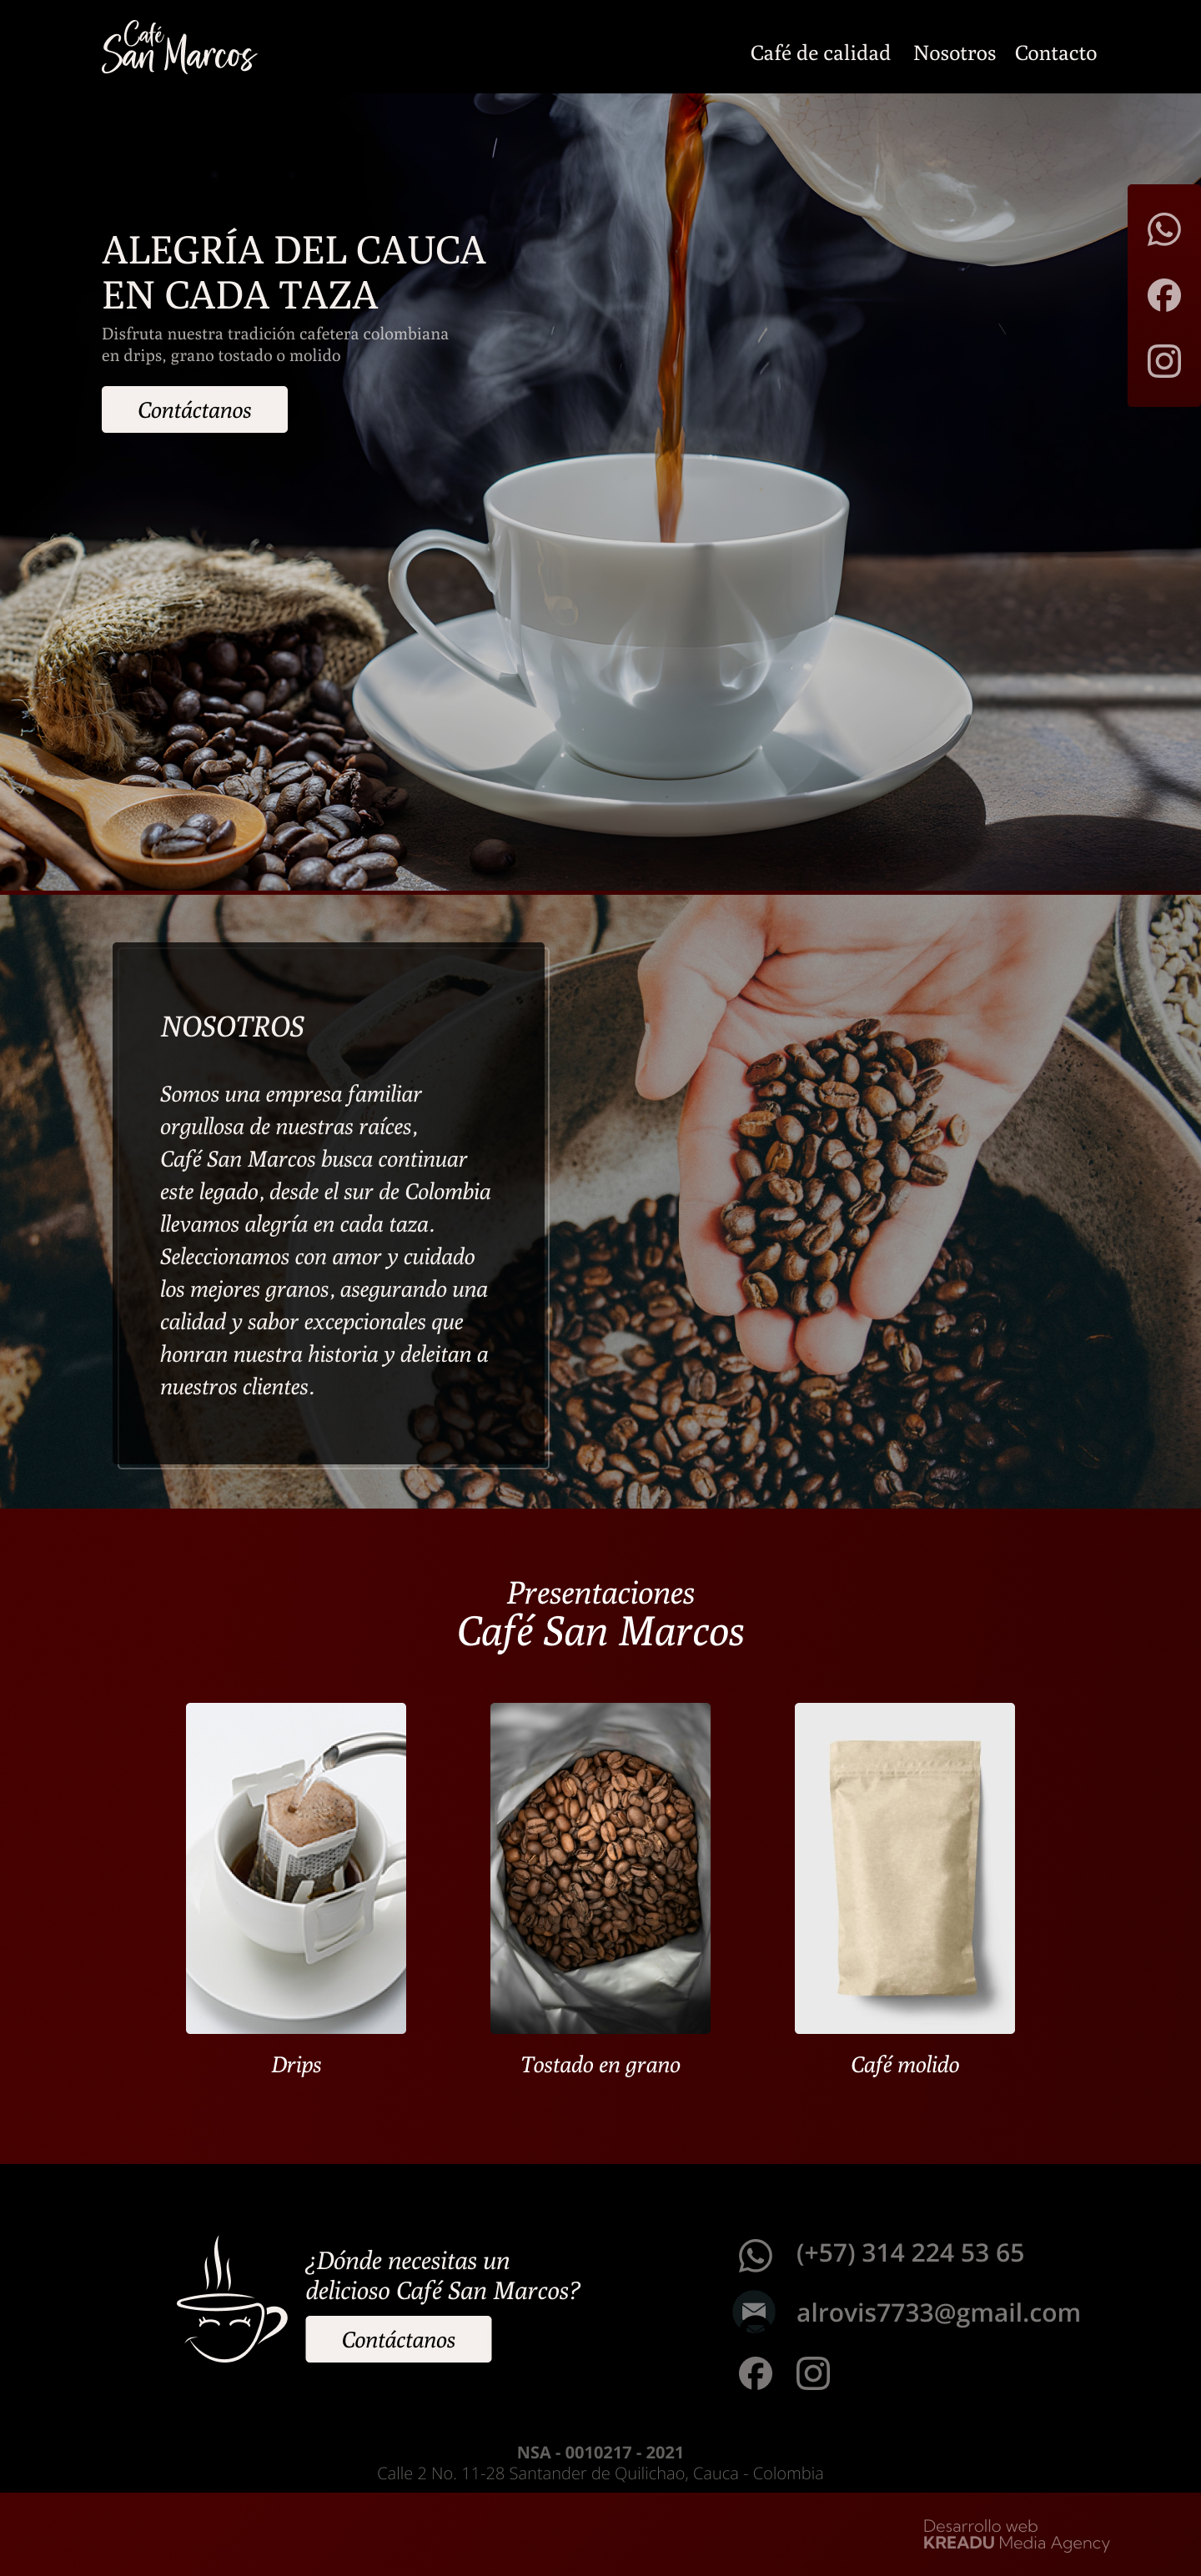 Café
San Marcos
Café de calidad Nosotros Contacto
ALEGRÍA DEL CAUCA
EN CADA TAZA
Disfruta nuestra tradición cafetera colombiana
en drips, grano tostado o molido
Contáctanos
NOSOTROS
Somos una empresa familiar
orgullosa de nuestras raíces,
Café San Marcos busca continuar
este legado, desde el sur de Colombia
llevamos alegría en cada taza.
Seleccionamos con amor y cuidado
los mejores granos, asegurando una
calidad y sabor excepcionales que
honran nuestra historia y deleitan a
nuestros clientes.
Presentaciones
Café San Marcos
Drips
Tostado en grano
Café molido
¿Dónde necesitas un
delicioso Café San Marcos?
Contáctanos
(+57) 314 224 53 65
alrovis7733@gmail.com
NSA - 0010217 - 2021
Calle 2 No. 11-28 Santander de Quilichao, Cauca - Colombia
Desarrollo web
KREADU Media Agency